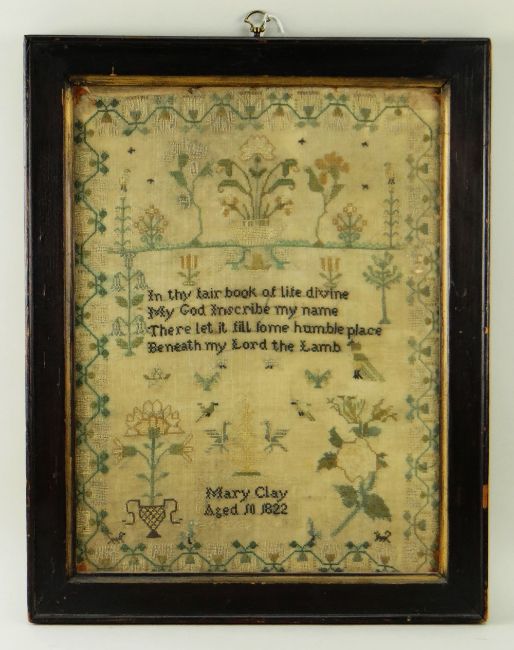 In thy fair book of life divine
My God Inscribe my name
There let it fill some humble place
Beneath my Lord the Lamb
Mary Clay
Aged 10 1822